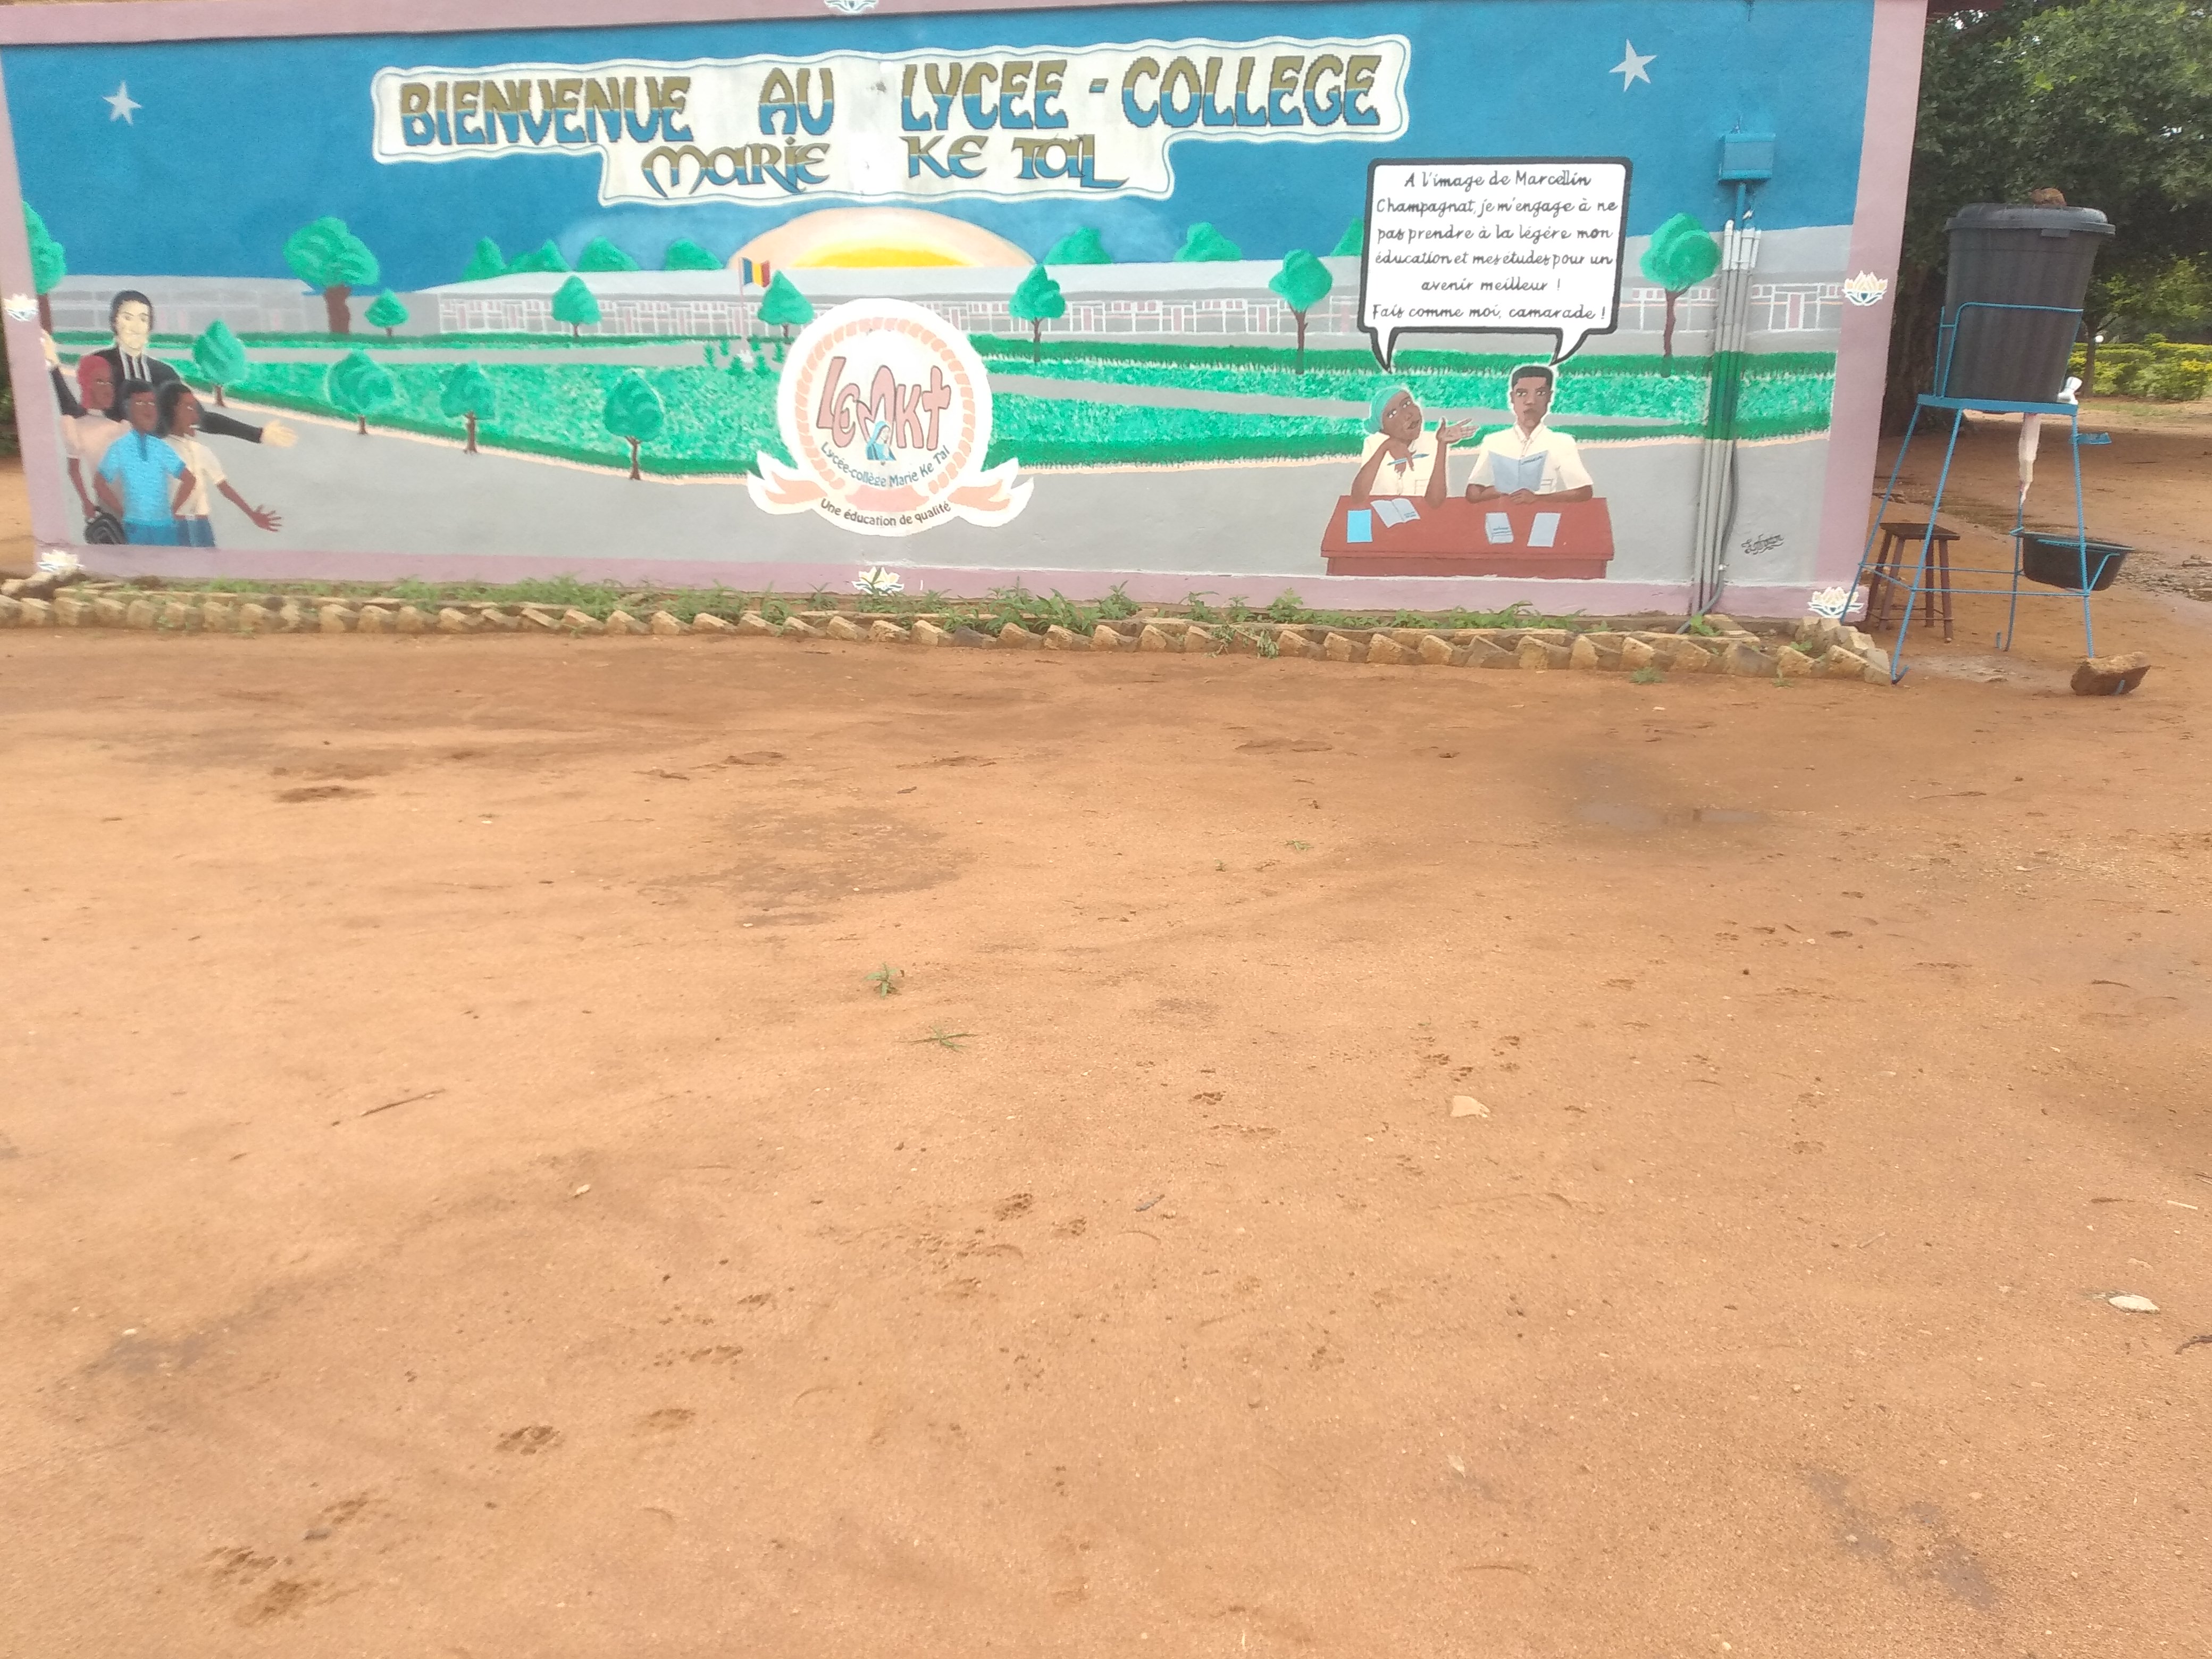 BIENVENUE AU LYCEE - COLLEGE
MARIE KE TAL
A l'image de Marcellin
Champagnat, je m'engage à ne
pas prendre à la légère mon
éducation et mes études pour un
avenir meilleur !
Fais comme moi, camarade !
LCMKT
Lycée-collège Marie Ke Tal
Une éducation de qualité